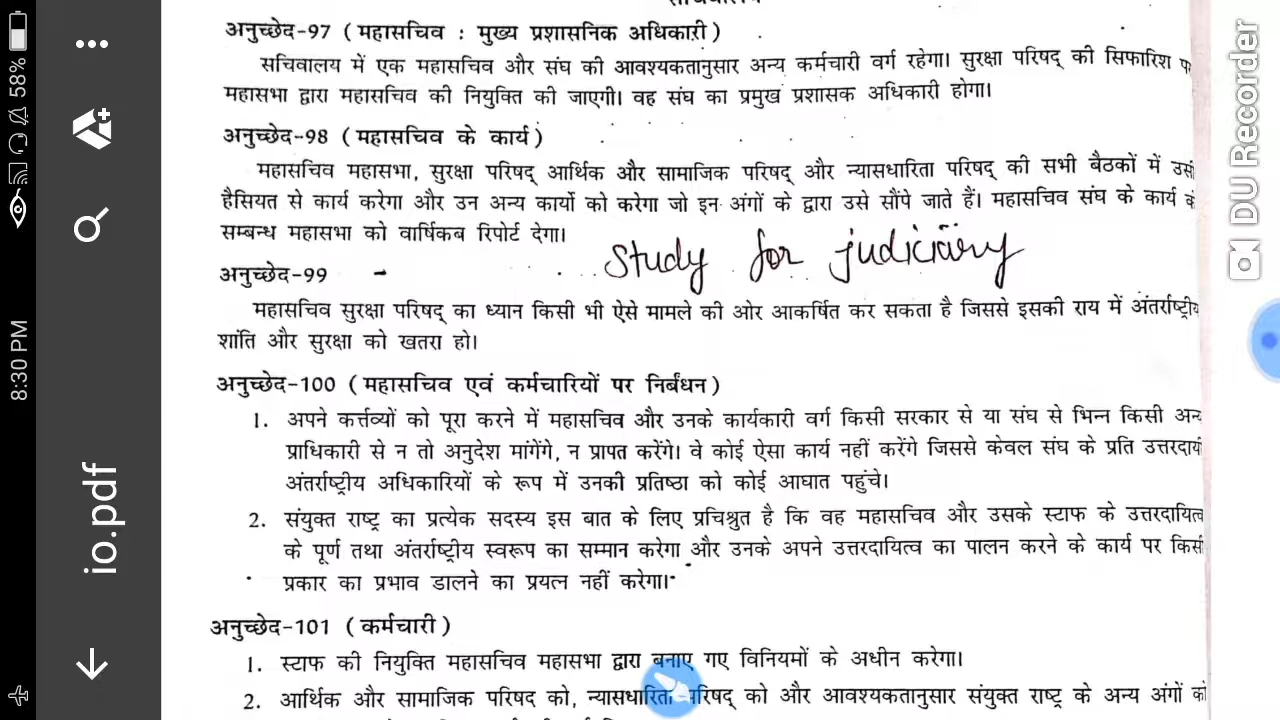 अनुच्छेद-97 (महासचिव : मुख्य प्रशासनिक अधिकारी)
सचिवालय में एक महासचिव और संघ की आवश्यकतानुसार अन्य कर्मचारी वर्ग रहेगा। सुरक्षा परिषद् की सिफारिश
महासभा द्वारा महासचिव की नियुक्ति की जाएगी। वह संघ का प्रमुख प्रशासक अधिकारी होगा।
अनुच्छेद-98 (महासचिव के कार्य)
महासचिव महासभा, सुरक्षा परिषद् आर्थिक और सामाजिक परिषद् और न्यासधारिता परिषद् की सभी बैठकों में
हैसियत से कार्य करेगा और उन अन्य कार्यो को करेगा जो इन अंगों के द्वारा उसे सौंपे जाते हैं। महासचिव संघ के कार्य
सम्बन्ध महासभा को वार्षिकब रिपोर्ट देगा।
Study for judiciary
अनुच्छेद-99 -
महासचिव सुरक्षा परिषद् का ध्यान किसी भी ऐसे मामले की ओर आकर्षित कर सकता है जिससे इसकी राय में अंतर्राष्ट्रीय
शांति और सुरक्षा को खतरा हो।
अनुच्छेद-100 (महासचिव एवं कर्मचारियों पर निर्बंधन)
1. अपने कर्त्तव्यों को पूरा करने में महासचिव और उनके कार्यकारी वर्ग किसी सरकार से या संघ से भिन्न किसी अन्य
प्राधिकारी से न तो अनुदेश मांगेंगे, न प्रापत करेंगे। वे कोई ऐसा कार्य नहीं करेंगे जिससे केवल संघ के प्रति उत्तरदायी
अंतर्राष्ट्रीय अधिकारियों के रूप में उनकी प्रतिष्ठा को कोई आघात पहुंचे।
2. संयुक्त राष्ट्र का प्रत्येक सदस्य इस बात के लिए प्रचिश्रुत है कि वह महासचिव और उसके स्टाफ के उत्तरदायित्व
के पूर्ण तथा अंतर्राष्ट्रीय स्वरूप का सम्मान करेगा और उनके अपने उत्तरदायित्व का पालन करने के कार्य पर किसी
प्रकार का प्रभाव डालने का प्रयत्न नहीं करेगा।
अनुच्छेद-101 (कर्मचारी)
1. स्टाफ की नियुक्ति महासचिव महासभा द्वारा बनाए गए विनियमों के अधीन करेगा।
2. आर्थिक और सामाजिक परिषद को, न्यासधारिता परिषद् को और आवश्यकतानुसार संयुक्त राष्ट्र के अन्य अंगों को
58%
8:30 PM
io.pdf
DU Recorder